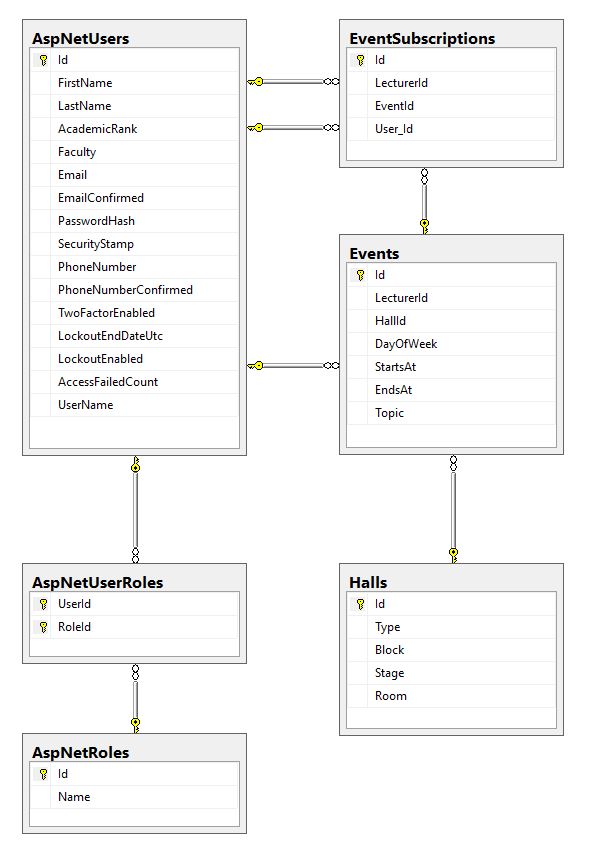 AspNetUsers
Id
FirstName
LastName
AcademicRank
Faculty
Email
EmailConfirmed
PasswordHash
SecurityStamp
PhoneNumber
PhoneNumberConfirmed
TwoFactorEnabled
LockoutEndDateUtc
LockoutEnabled
AccessFailedCount
UserName
EventSubscriptions
Id
LecturerId
EventId
User_Id
Events
Id
LecturerId
HallId
DayOfWeek
StartsAt
EndsAt
Topic
AspNetUserRoles
UserId
RoleId
Halls
Id
Type
Block
Stage
Room
AspNetRoles
Id
Name